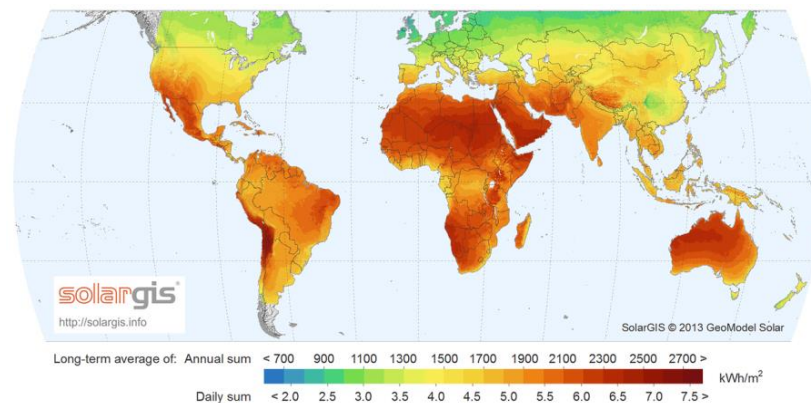 solargis
http://solargis.info
SolarGIS © 2013 GeoModel Solar
Long-term average of: Annual sum < 700 900 1100 1300 1500 1700 1900 2100 2300 2500 2700 >
kWh/m²
Daily sum < 2.0 2.5 3.0 3.5 4.0 4.5 5.0 5.5 6.0 6.5 7.0 7.5 >